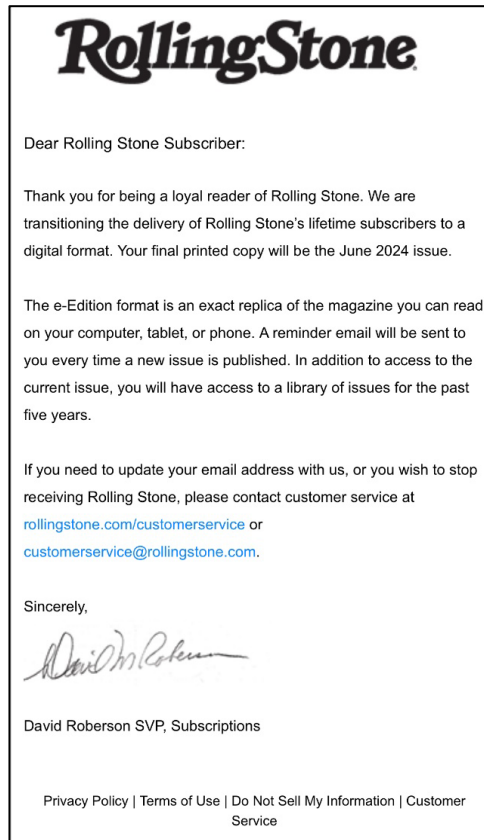 RollingStone
Dear Rolling Stone Subscriber:
Thank you for being a loyal reader of Rolling Stone. We are
transitioning the delivery of Rolling Stone’s lifetime subscribers to a
digital format. Your final printed copy will be the June 2024 issue.
The e-Edition format is an exact replica of the magazine you can read
on your computer, tablet, or phone. A reminder email will be sent to
you every time a new issue is published. In addition to access to the
current issue, you will have access to a library of issues for the past
five years.
If you need to update your email address with us, or you wish to stop
receiving Rolling Stone, please contact customer service at
rollingstone.com/customerservice or
customerservice@rollingstone.com.
Sincerely,
David M Roberson
David Roberson SVP, Subscriptions
Privacy Policy | Terms of Use | Do Not Sell My Information | Customer
Service